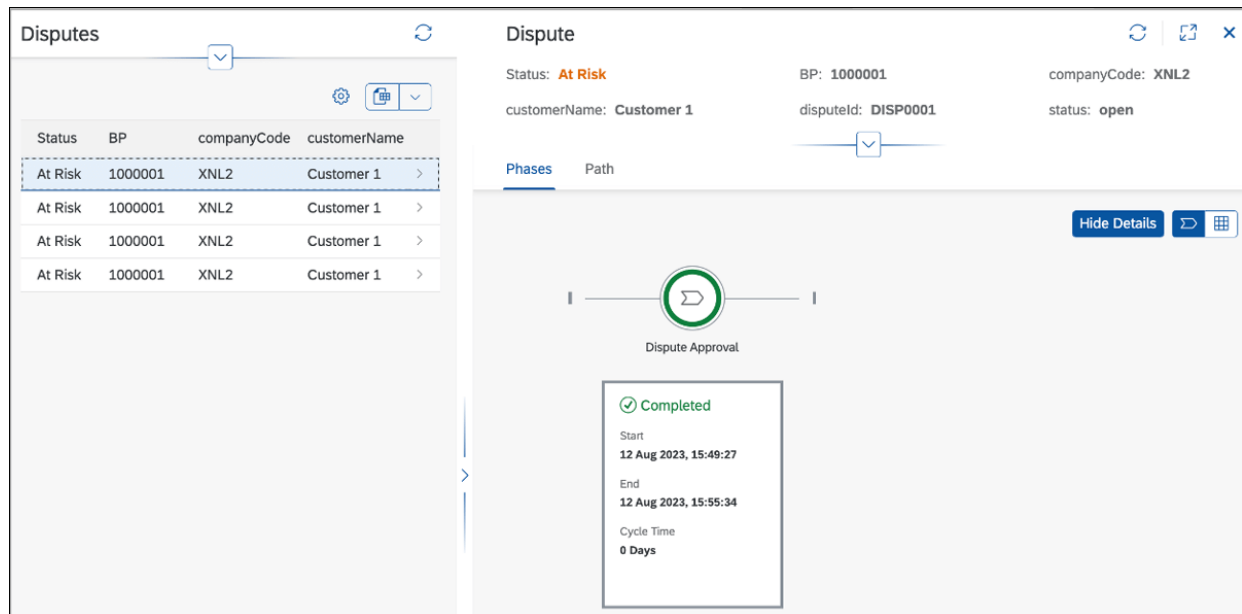 Disputes
Status BP companyCode customerName
At Risk 1000001 XNL2 Customer 1
At Risk 1000001 XNL2 Customer 1
At Risk 1000001 XNL2 Customer 1
At Risk 1000001 XNL2 Customer 1
Dispute
Status: At Risk BP: 1000001 companyCode: XNL2
customerName: Customer 1 disputeId: DISP0001 status: open
Phases Path
Hide Details
Dispute Approval
Completed
Start
12 Aug 2023, 15:49:27
End
12 Aug 2023, 15:55:34
Cycle Time
0 Days